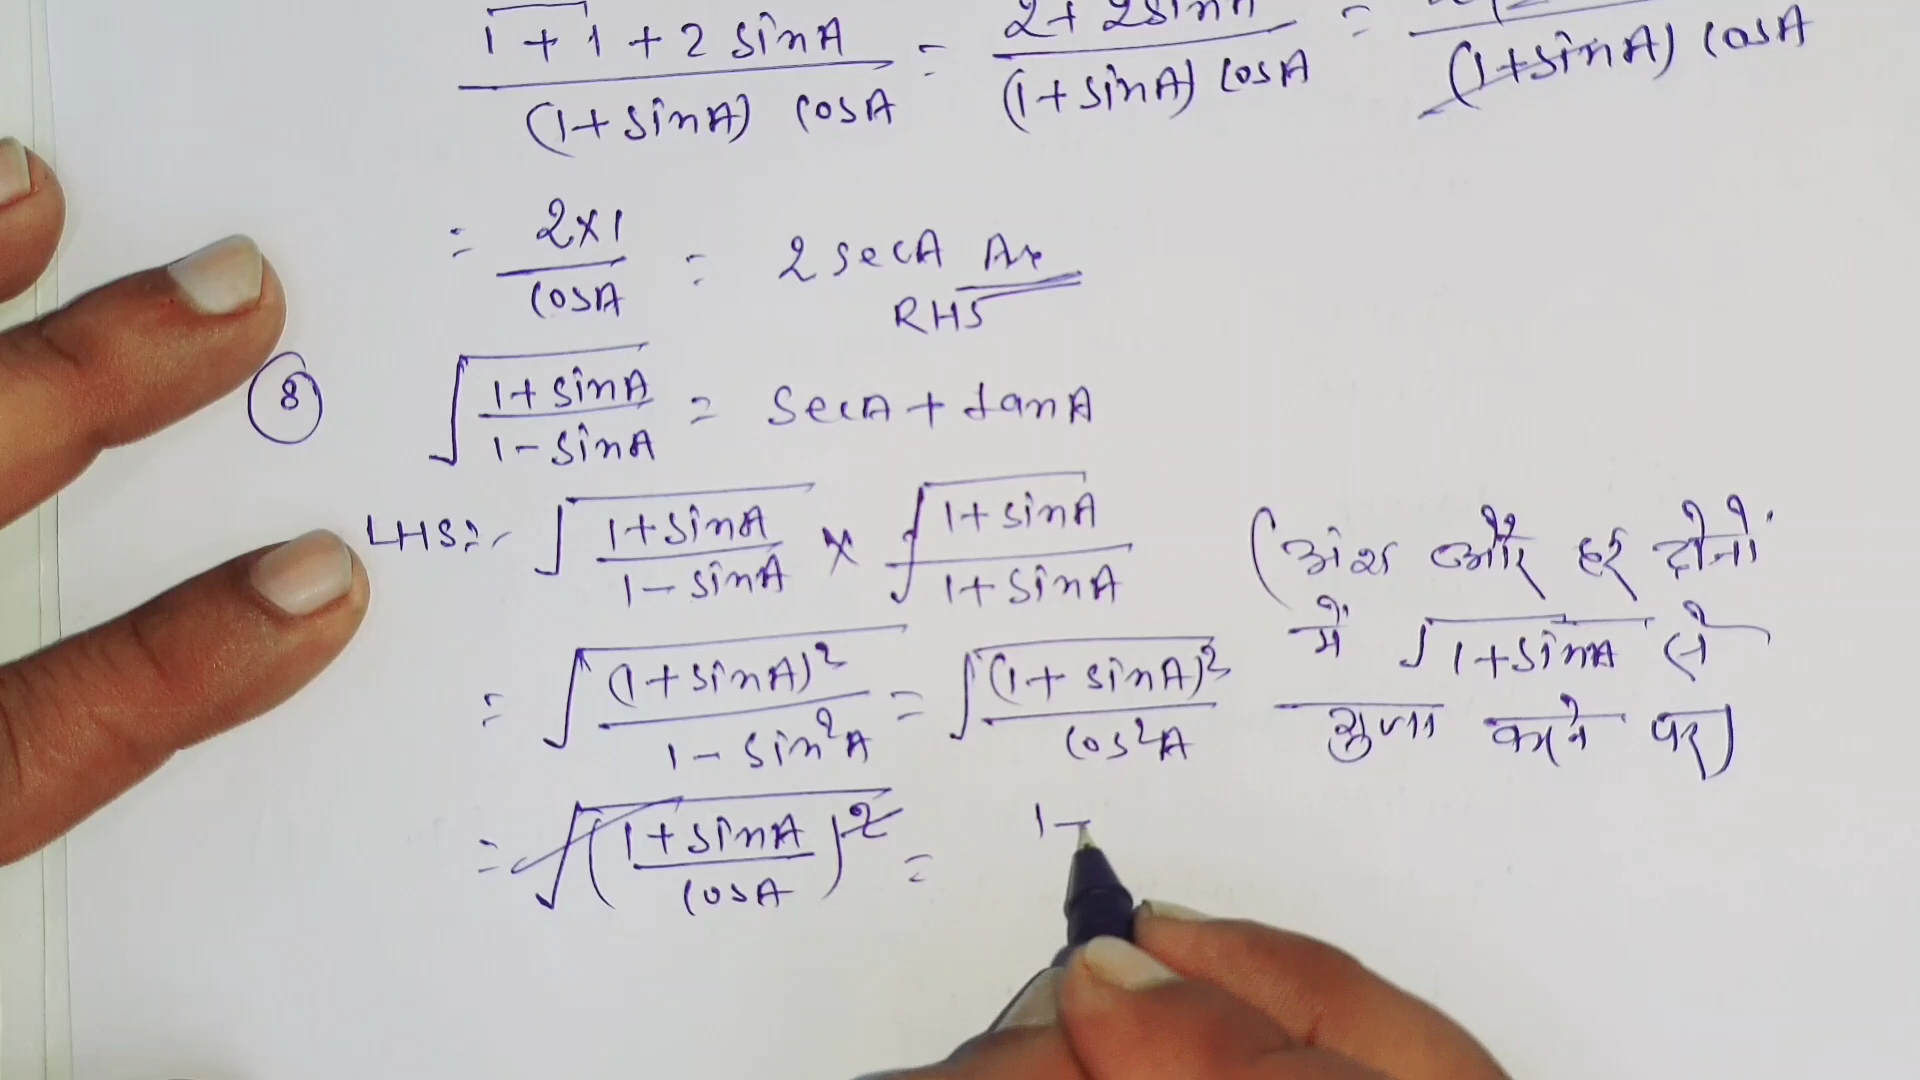 1 + 1 + 2 sinA / (1+sinA) cosA = 2 + 2sinA / (1+sinA) cosA = / (1+sinA) cosA
= 2×1 / cosA = 2 secA Ans
RHS
8 √(1+sinA / 1-sinA) = SecA + tanA
LHS:- √(1+sinA / 1-sinA) × √(1+sinA / 1+sinA) (अंश और हर दोनों
में √1+sinA से
गुणा करने पर)
= √((1+sinA)² / 1-sin²A) = √((1+sinA)² / cos²A)
= √(1+sinA / cosA)² = 1